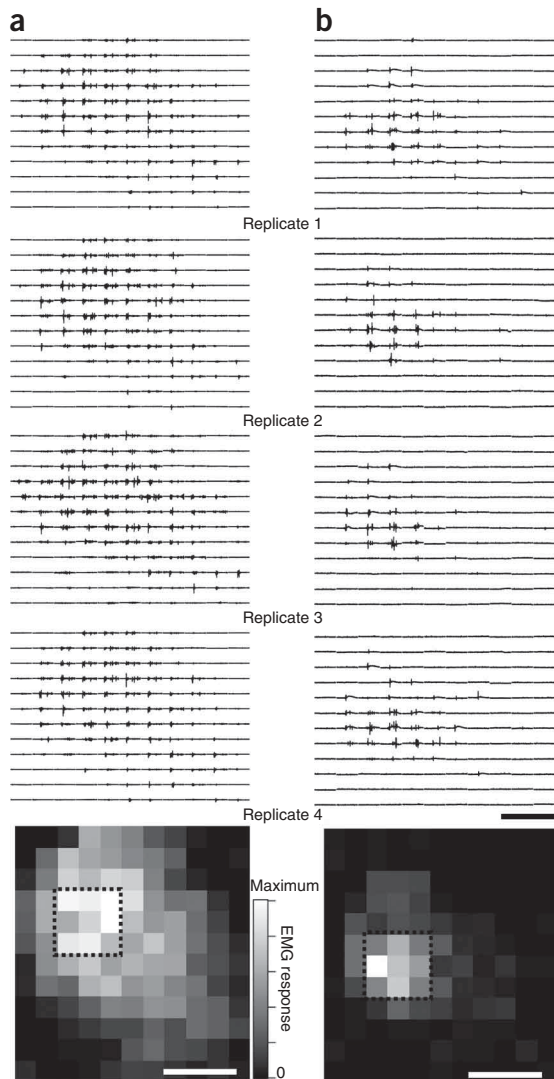 a
b
Replicate 1
Replicate 2
Replicate 3
Replicate 4
Maximum
EMG response
0